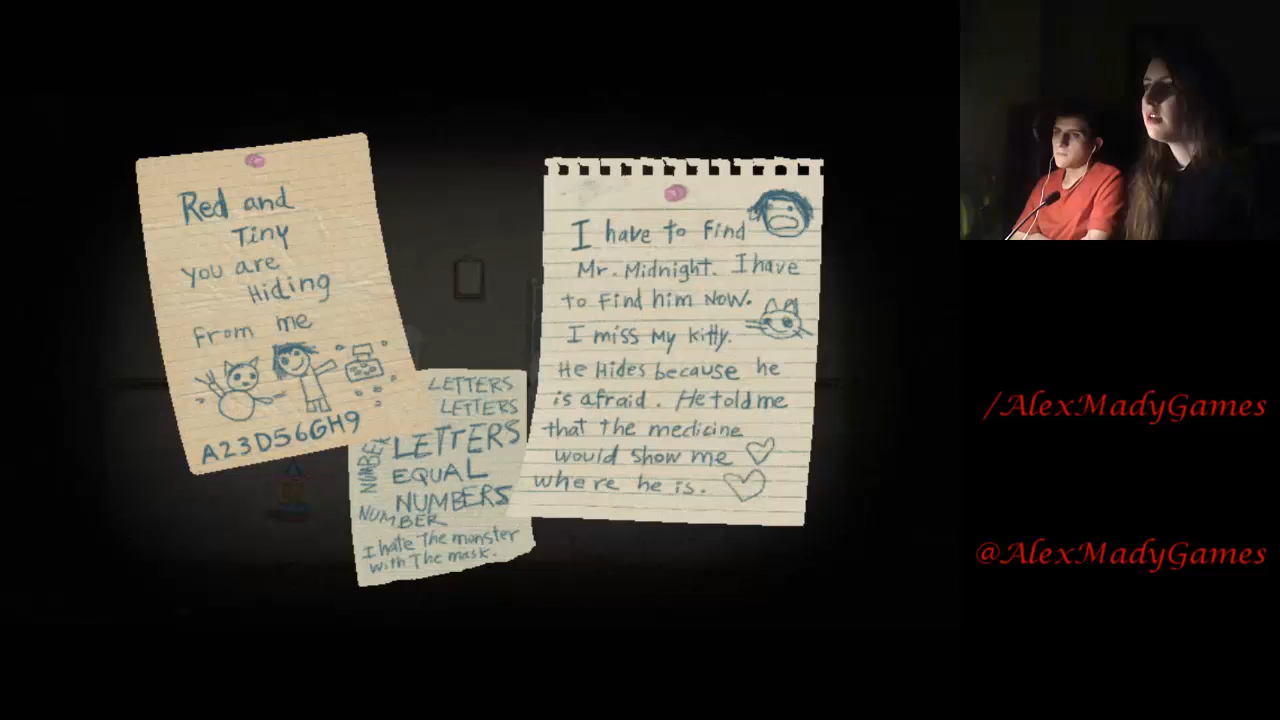 Red and
Tiny
you are
Hiding
from me
A23D56GH9
LETTERS
LETTERS
LETTERS
EQUAL
NUMBERS
NUMBER
NUMBER
I hate The monster
with The mask.
I have to Find
Mr. Midnight. I have
to Find him NOW.
I miss My kitty.
He Hides because he
is afraid. He told me
that the medicine
would show me
where he is.
/AlexMadyGames
@AlexMadyGames